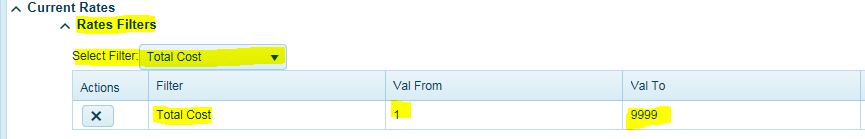 Current Rates
Rates Filters
Select Filter: Total Cost
Actions Filter Val From Val To
X Total Cost 1 9999